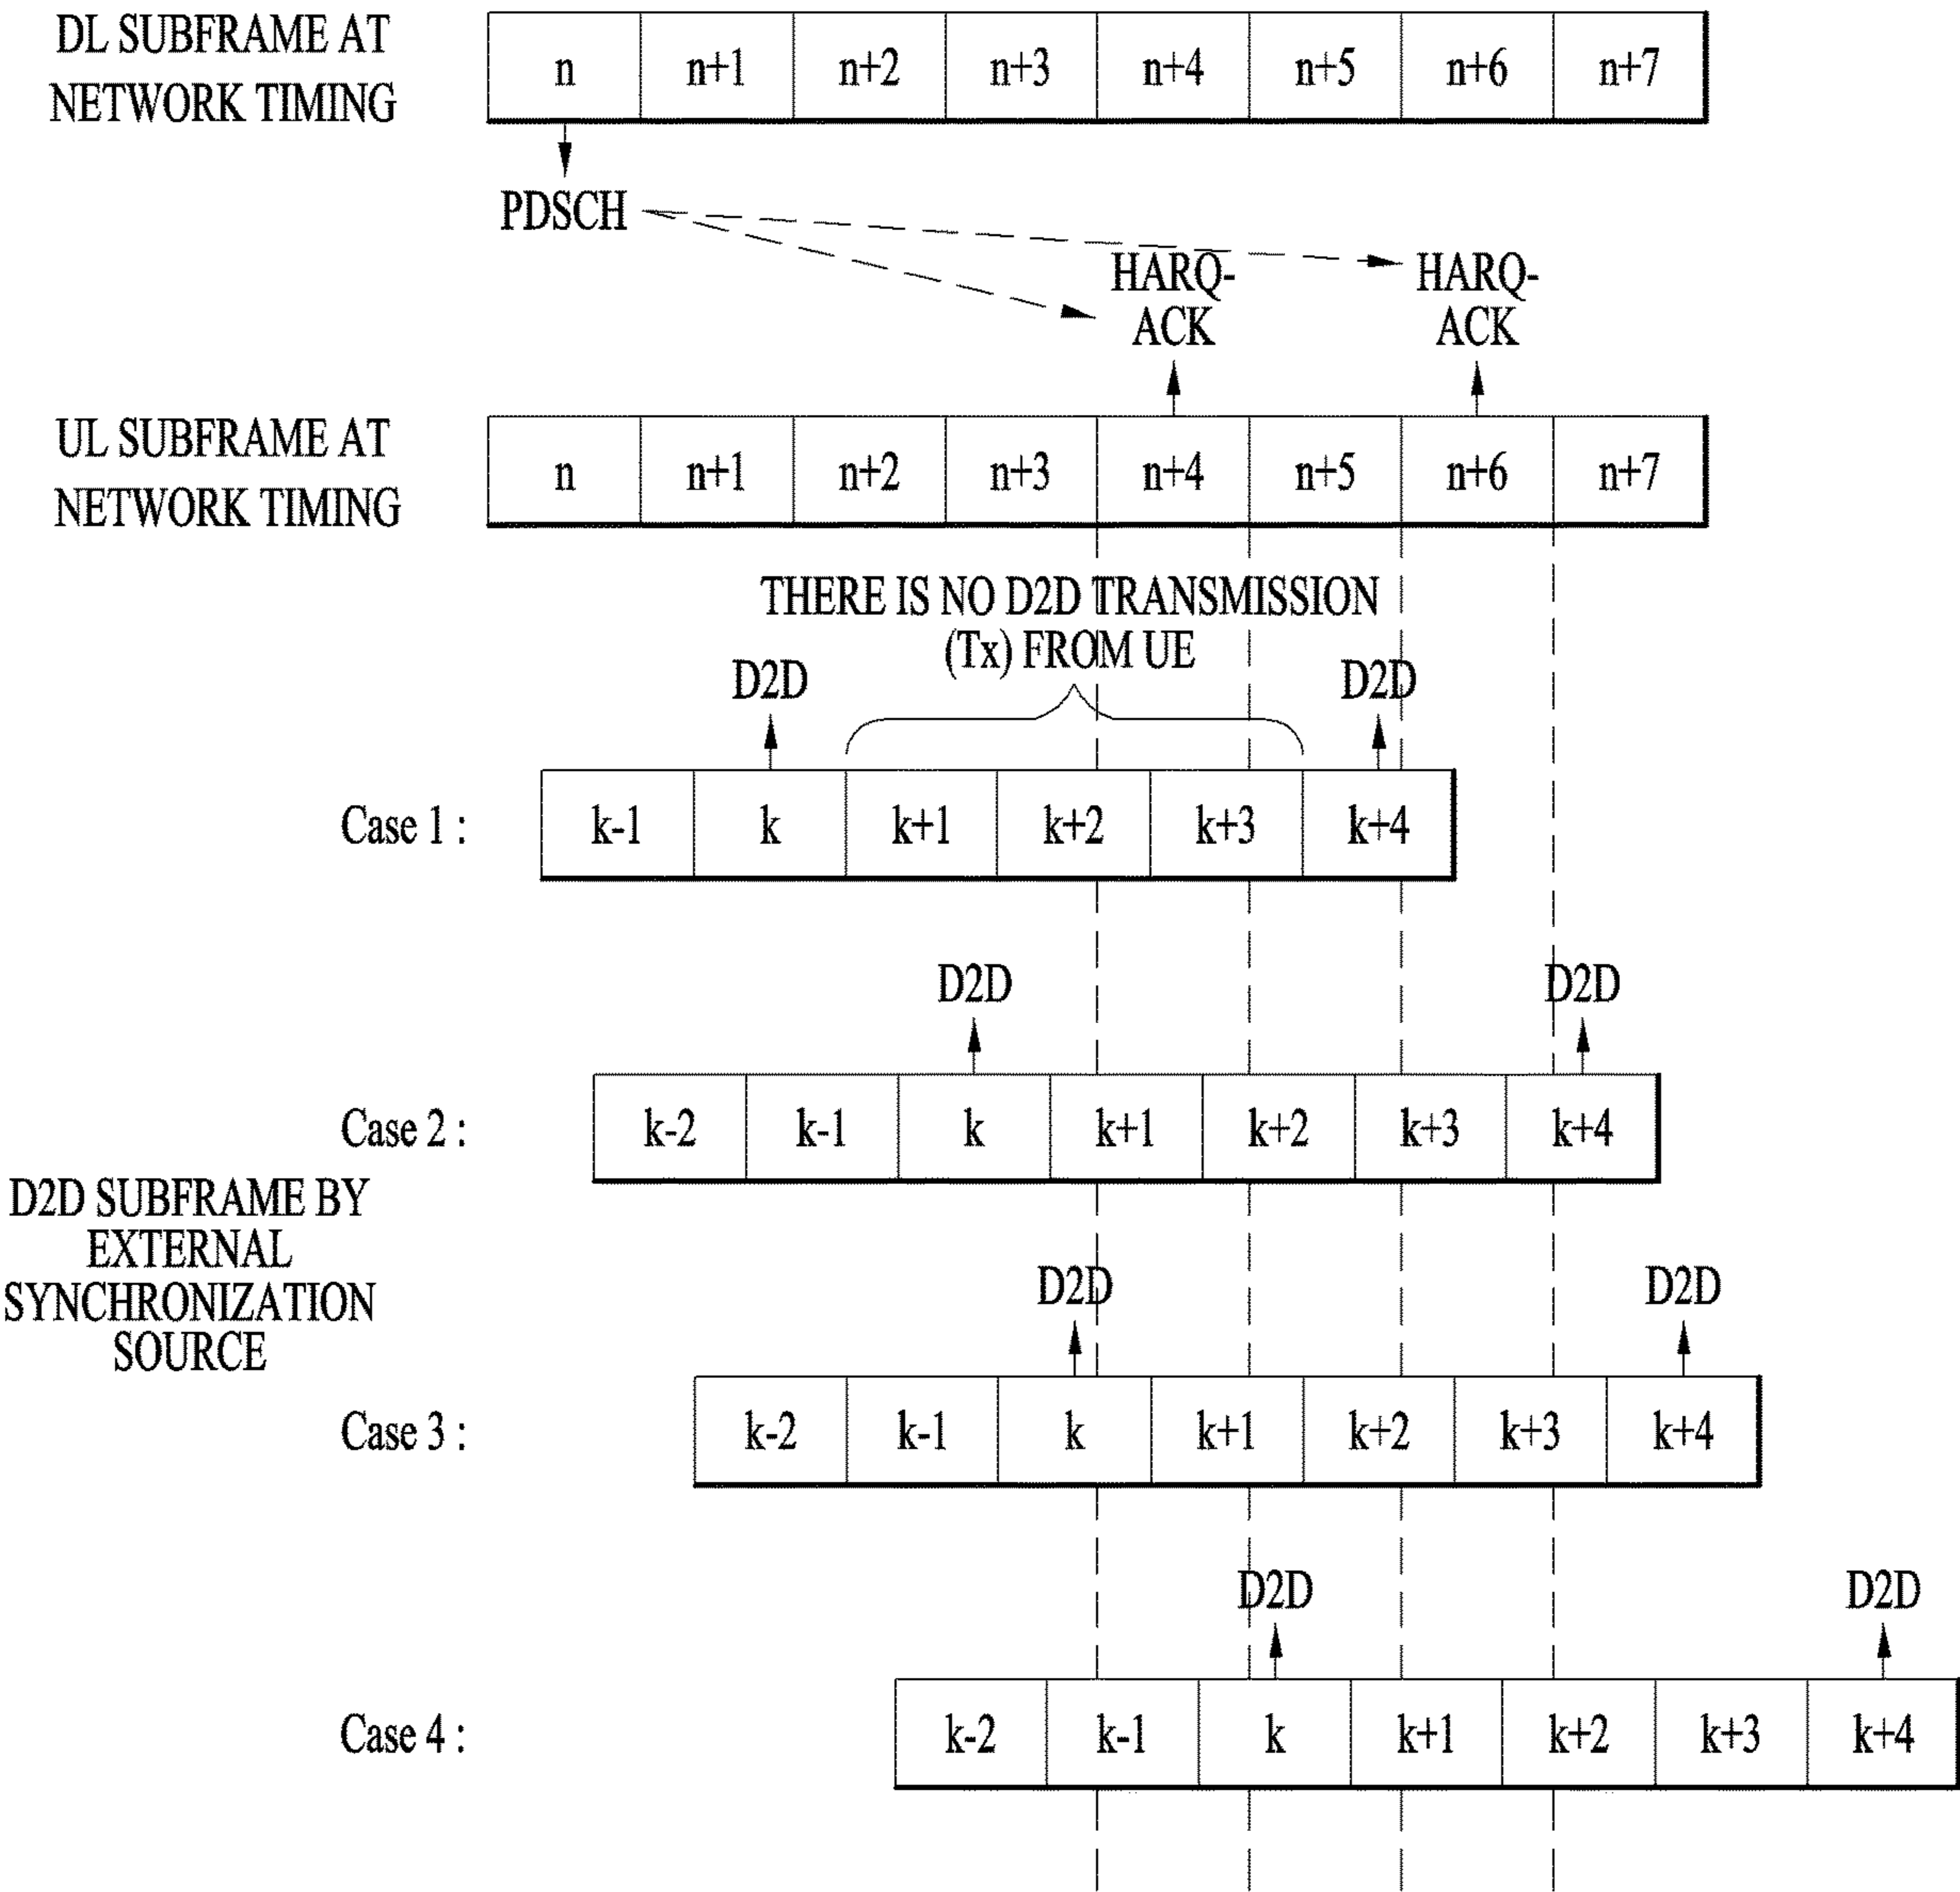 DL SUBFRAME AT
NETWORK TIMING
n n+1 n+2 n+3 n+4 n+5 n+6 n+7
PDSCH
HARQ-
ACK
HARQ-
ACK
UL SUBFRAME AT
NETWORK TIMING
n n+1 n+2 n+3 n+4 n+5 n+6 n+7
THERE IS NO D2D TRANSMISSION
(Tx) FROM UE
D2D D2D
Case 1 : k-1 k k+1 k+2 k+3 k+4
D2D D2D
Case 2 : k-2 k-1 k k+1 k+2 k+3 k+4
D2D SUBFRAME BY
EXTERNAL
SYNCHRONIZATION
SOURCE
D2D D2D
Case 3 : k-2 k-1 k k+1 k+2 k+3 k+4
D2D D2D
Case 4 : k-2 k-1 k k+1 k+2 k+3 k+4